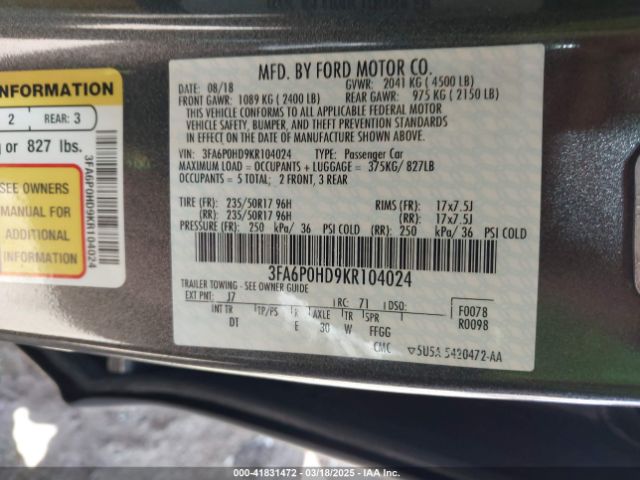 INFORMATION
2 REAR: 3
or 827 lbs.
SEE OWNERS
MANUAL FOR
ADDITIONAL
INFORMATION
3FA6P0HD9KR104024
MFD. BY FORD MOTOR CO.
DATE: 08/18 GVWR: 2041 KG ( 4500 LB)
FRONT GAWR: 1089 KG ( 2400 LB) REAR GAWR: 975 KG ( 2150 LB)
THIS VEHICLE CONFORMS TO ALL APPLICABLE FEDERAL MOTOR
VEHICLE SAFETY, BUMPER, AND THEFT PREVENTION STANDARDS
IN EFFECT ON THE DATE OF MANUFACTURE SHOWN ABOVE.
VIN: 3FA6P0HD9KR104024 TYPE: Passenger Car
MAXIMUM LOAD = OCCUPANTS + LUGGAGE = 375KG/ 827LB
OCCUPANTS = 5 TOTAL; 2 FRONT, 3 REAR
TIRE (FR): 235/50R17 96H RIMS (FR): 17x7.5J
(RR): 235/50R17 96H (RR): 17x7.5J
PRESSURE (FR): 250 kPa/ 36 PSI COLD (RR): 250 kPa/ 36 PSI COLD
3FA6P0HD9KR104024
TRAILER TOWING - SEE OWNER GUIDE
EXT PNT: J7 RC: 71 DSO: F0078
INT TR TP/PS R AXLE TR SPR R0098
DT E 30 W FFGG
CMC ▽5U5A 5420472-AA
000-41831472 — 03/18/2025 — IAA Inc.